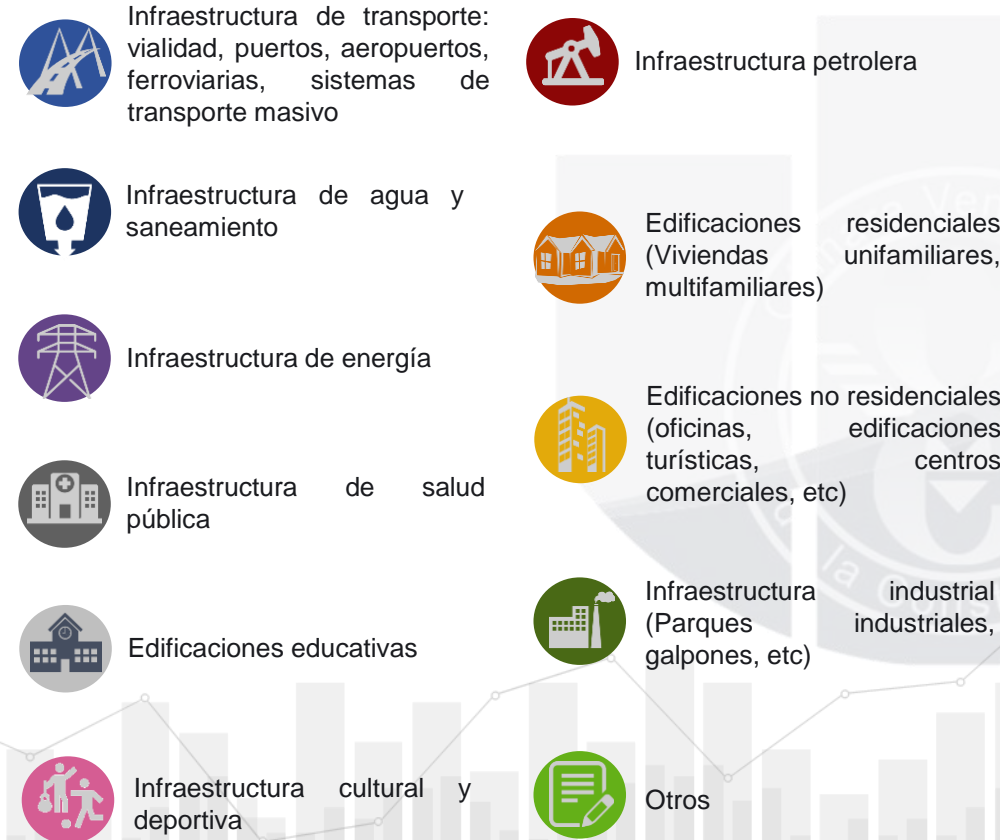 Infraestructura de transporte:
vialidad, puertos, aeropuertos,
ferroviarias, sistemas de
transporte masivo
Infraestructura de agua y
saneamiento
Infraestructura de energía
Infraestructura de salud
pública
Edificaciones educativas
Infraestructura cultural y
deportiva
Infraestructura petrolera
Edificaciones residenciales
(Viviendas unifamiliares,
multifamiliares)
Edificaciones no residenciales
(oficinas, edificaciones
turísticas, centros
comerciales, etc)
Infraestructura industrial
(Parques industriales,
galpones, etc)
Otros